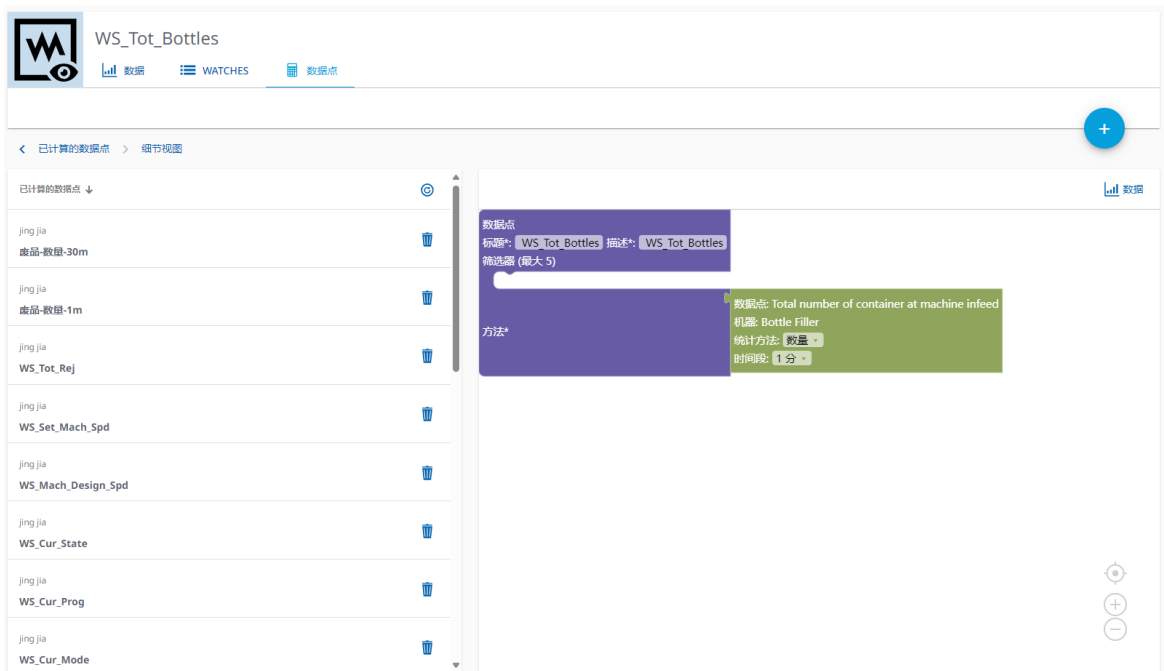 WS_Tot_Bottles
数据
WATCHES
数据点
已计算的数据点
细节视图
已计算的数据点
数据
jing jia
废品-数量-30m
jing jia
废品-数量-1m
jing jia
WS_Tot_Rej
jing jia
WS_Set_Mach_Spd
jing jia
WS_Mach_Design_Spd
jing jia
WS_Cur_State
jing jia
WS_Cur_Prog
jing jia
WS_Cur_Mode
数据点
标题*: WS_Tot_Bottles 描述*: WS_Tot_Bottles
筛选器 (最大 5)
方法*
数据点: Total number of container at machine infeed
机器: Bottle Filler
统计方法: 数量
时间段: 1 分